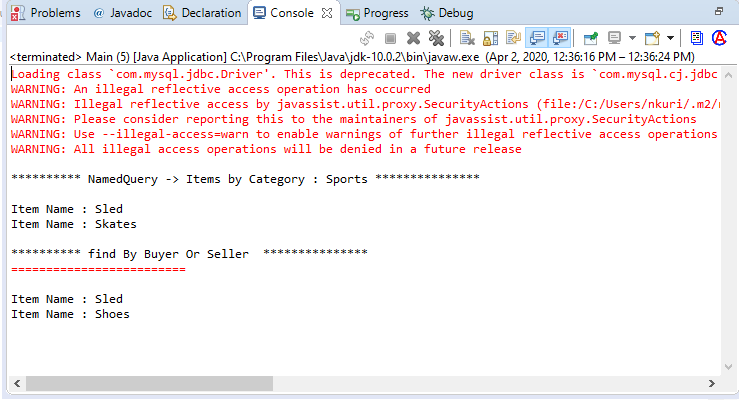 Problems @ Javadoc Declaration Console Progress Debug
<terminated> Main (5) [Java Application] C:\Program Files\Java\jdk-10.0.2\bin\javaw.exe (Apr 2, 2020, 12:36:16 PM – 12:36:24 PM)
Loading class `com.mysql.jdbc.Driver'. This is deprecated. The new driver class is `com.mysql.cj.jdbc
WARNING: An illegal reflective access operation has occurred
WARNING: Illegal reflective access by javassist.util.proxy.SecurityActions (file:/C:/Users/nkuri/.m2/
WARNING: Please consider reporting this to the maintainers of javassist.util.proxy.SecurityActions
WARNING: Use --illegal-access=warn to enable warnings of further illegal reflective access operations
WARNING: All illegal access operations will be denied in a future release
********** NamedQuery -> Items by Category : Sports ***************
Item Name : Sled
Item Name : Skates
********** find By Buyer Or Seller  ***************
=========================
Item Name : Sled
Item Name : Shoes